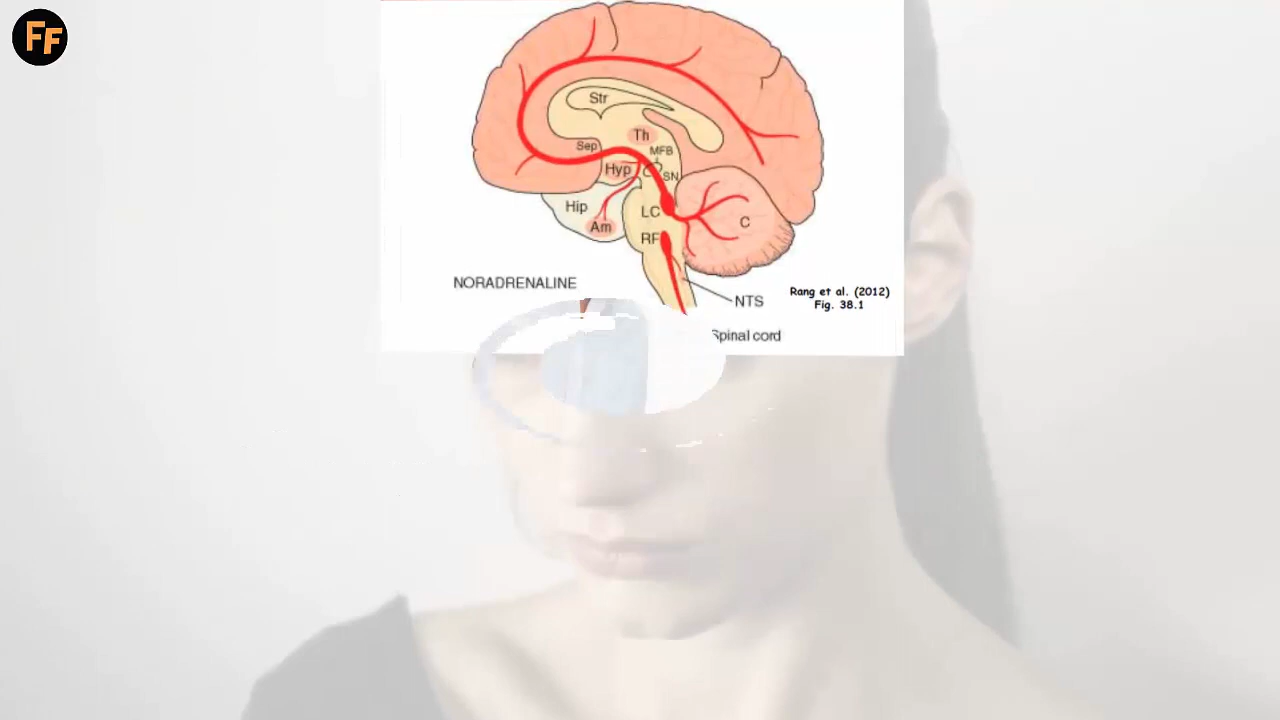 FF
Str
Th
Sep
MFB
Hyp
SN
Hip
LC
C
Am
RF
NORADRENALINE
Rang et al. (2012)
Fig. 38.1
NTS
Spinal cord